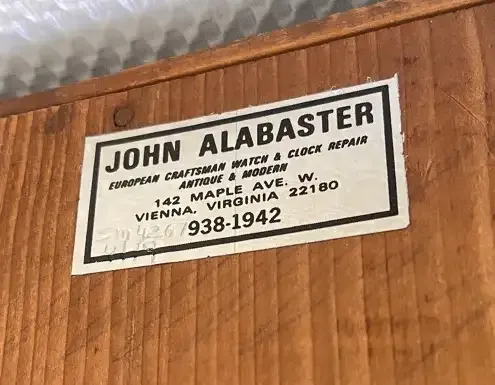 JOHN ALABASTER
EUROPEAN CRAFTSMAN WATCH & CLOCK REPAIR
ANTIQUE & MODERN
142 MAPLE AVE. W.
VIENNA, VIRGINIA 22180
938-1942